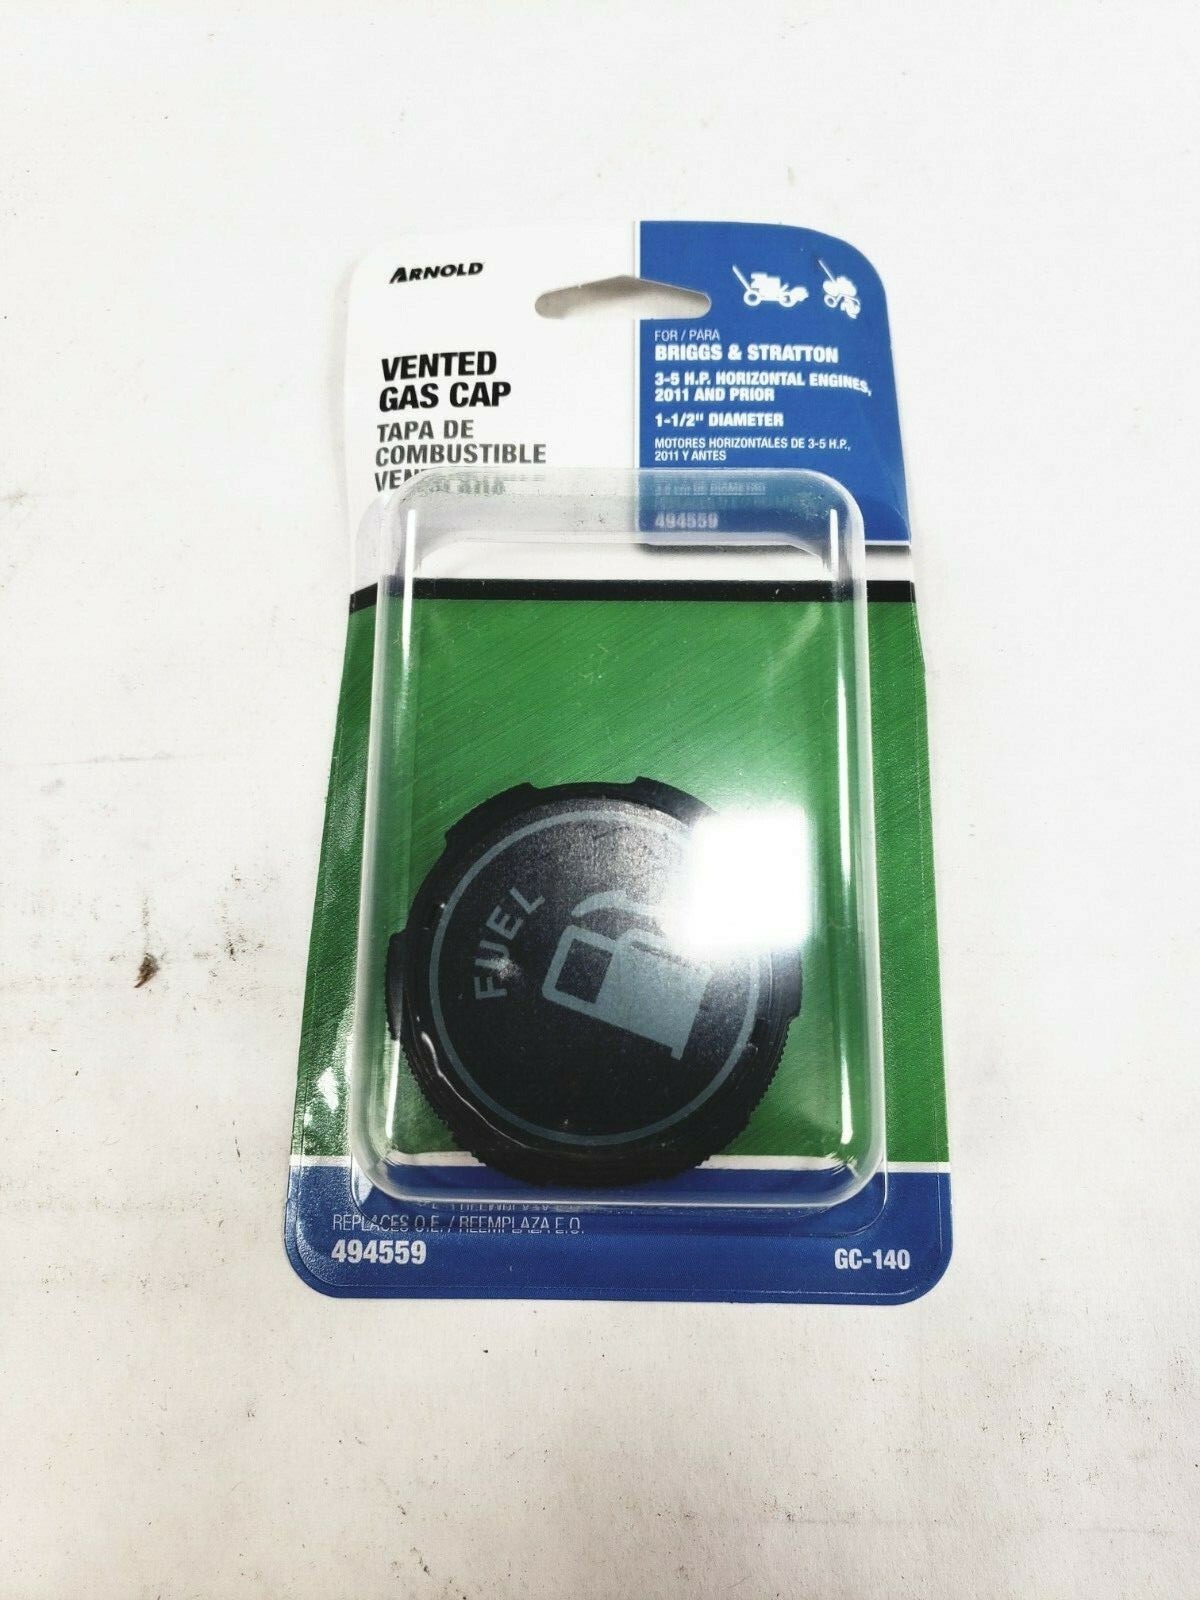 ARNOLD
VENTED
GAS CAP
TAPA DE
COMBUSTIBLE
FOR / PARA
BRIGGS & STRATTON
3-5 H.P. HORIZONTAL ENGINES,
2011 AND PRIOR
1-1/2" DIAMETER
MOTORES HORIZONTALES DE 3-5 H.P.,
2011 Y ANTES
494559
FUEL
REPLACES O.E. / REEMPLAZA E.O.
494559
GC-140